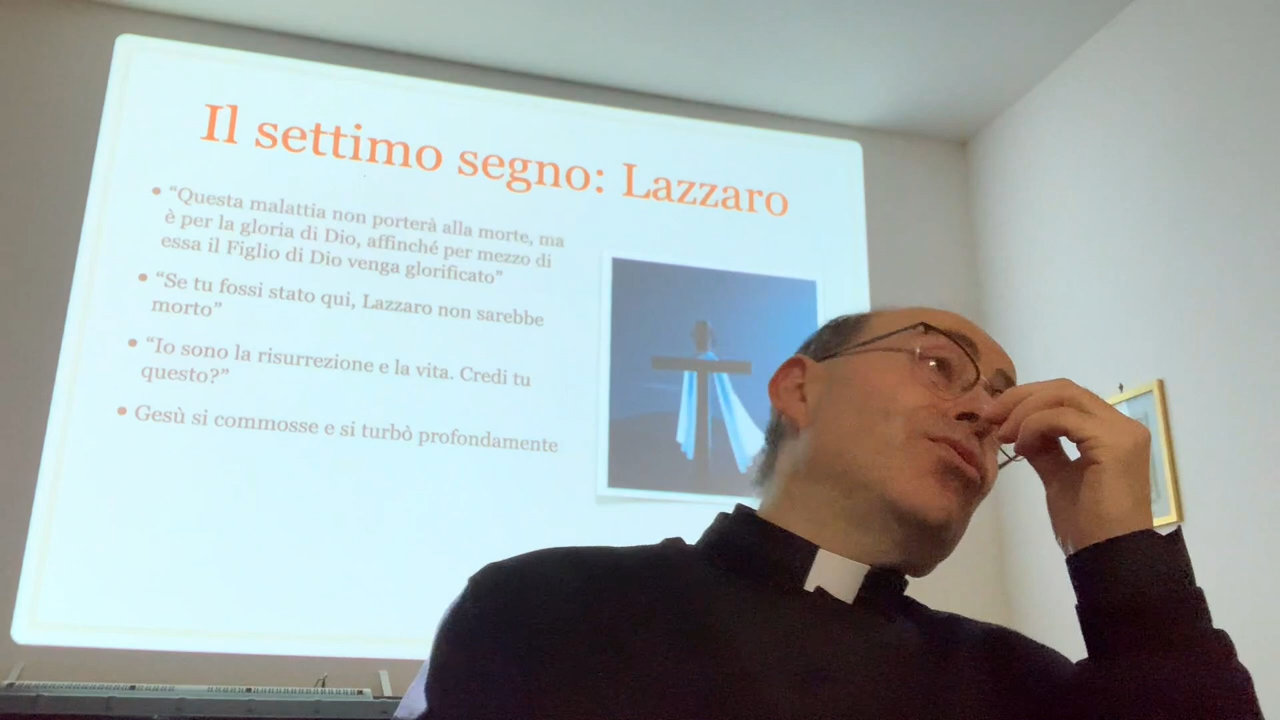 Il settimo segno: Lazzaro
• “Questa malattia non porterà alla morte, ma
è per la gloria di Dio, affinché per mezzo di
essa il Figlio di Dio venga glorificato”
• “Se tu fossi stato qui, Lazzaro non sarebbe
morto”
• “Io sono la risurrezione e la vita. Credi tu
questo?”
• Gesù si commosse e si turbò profondamente